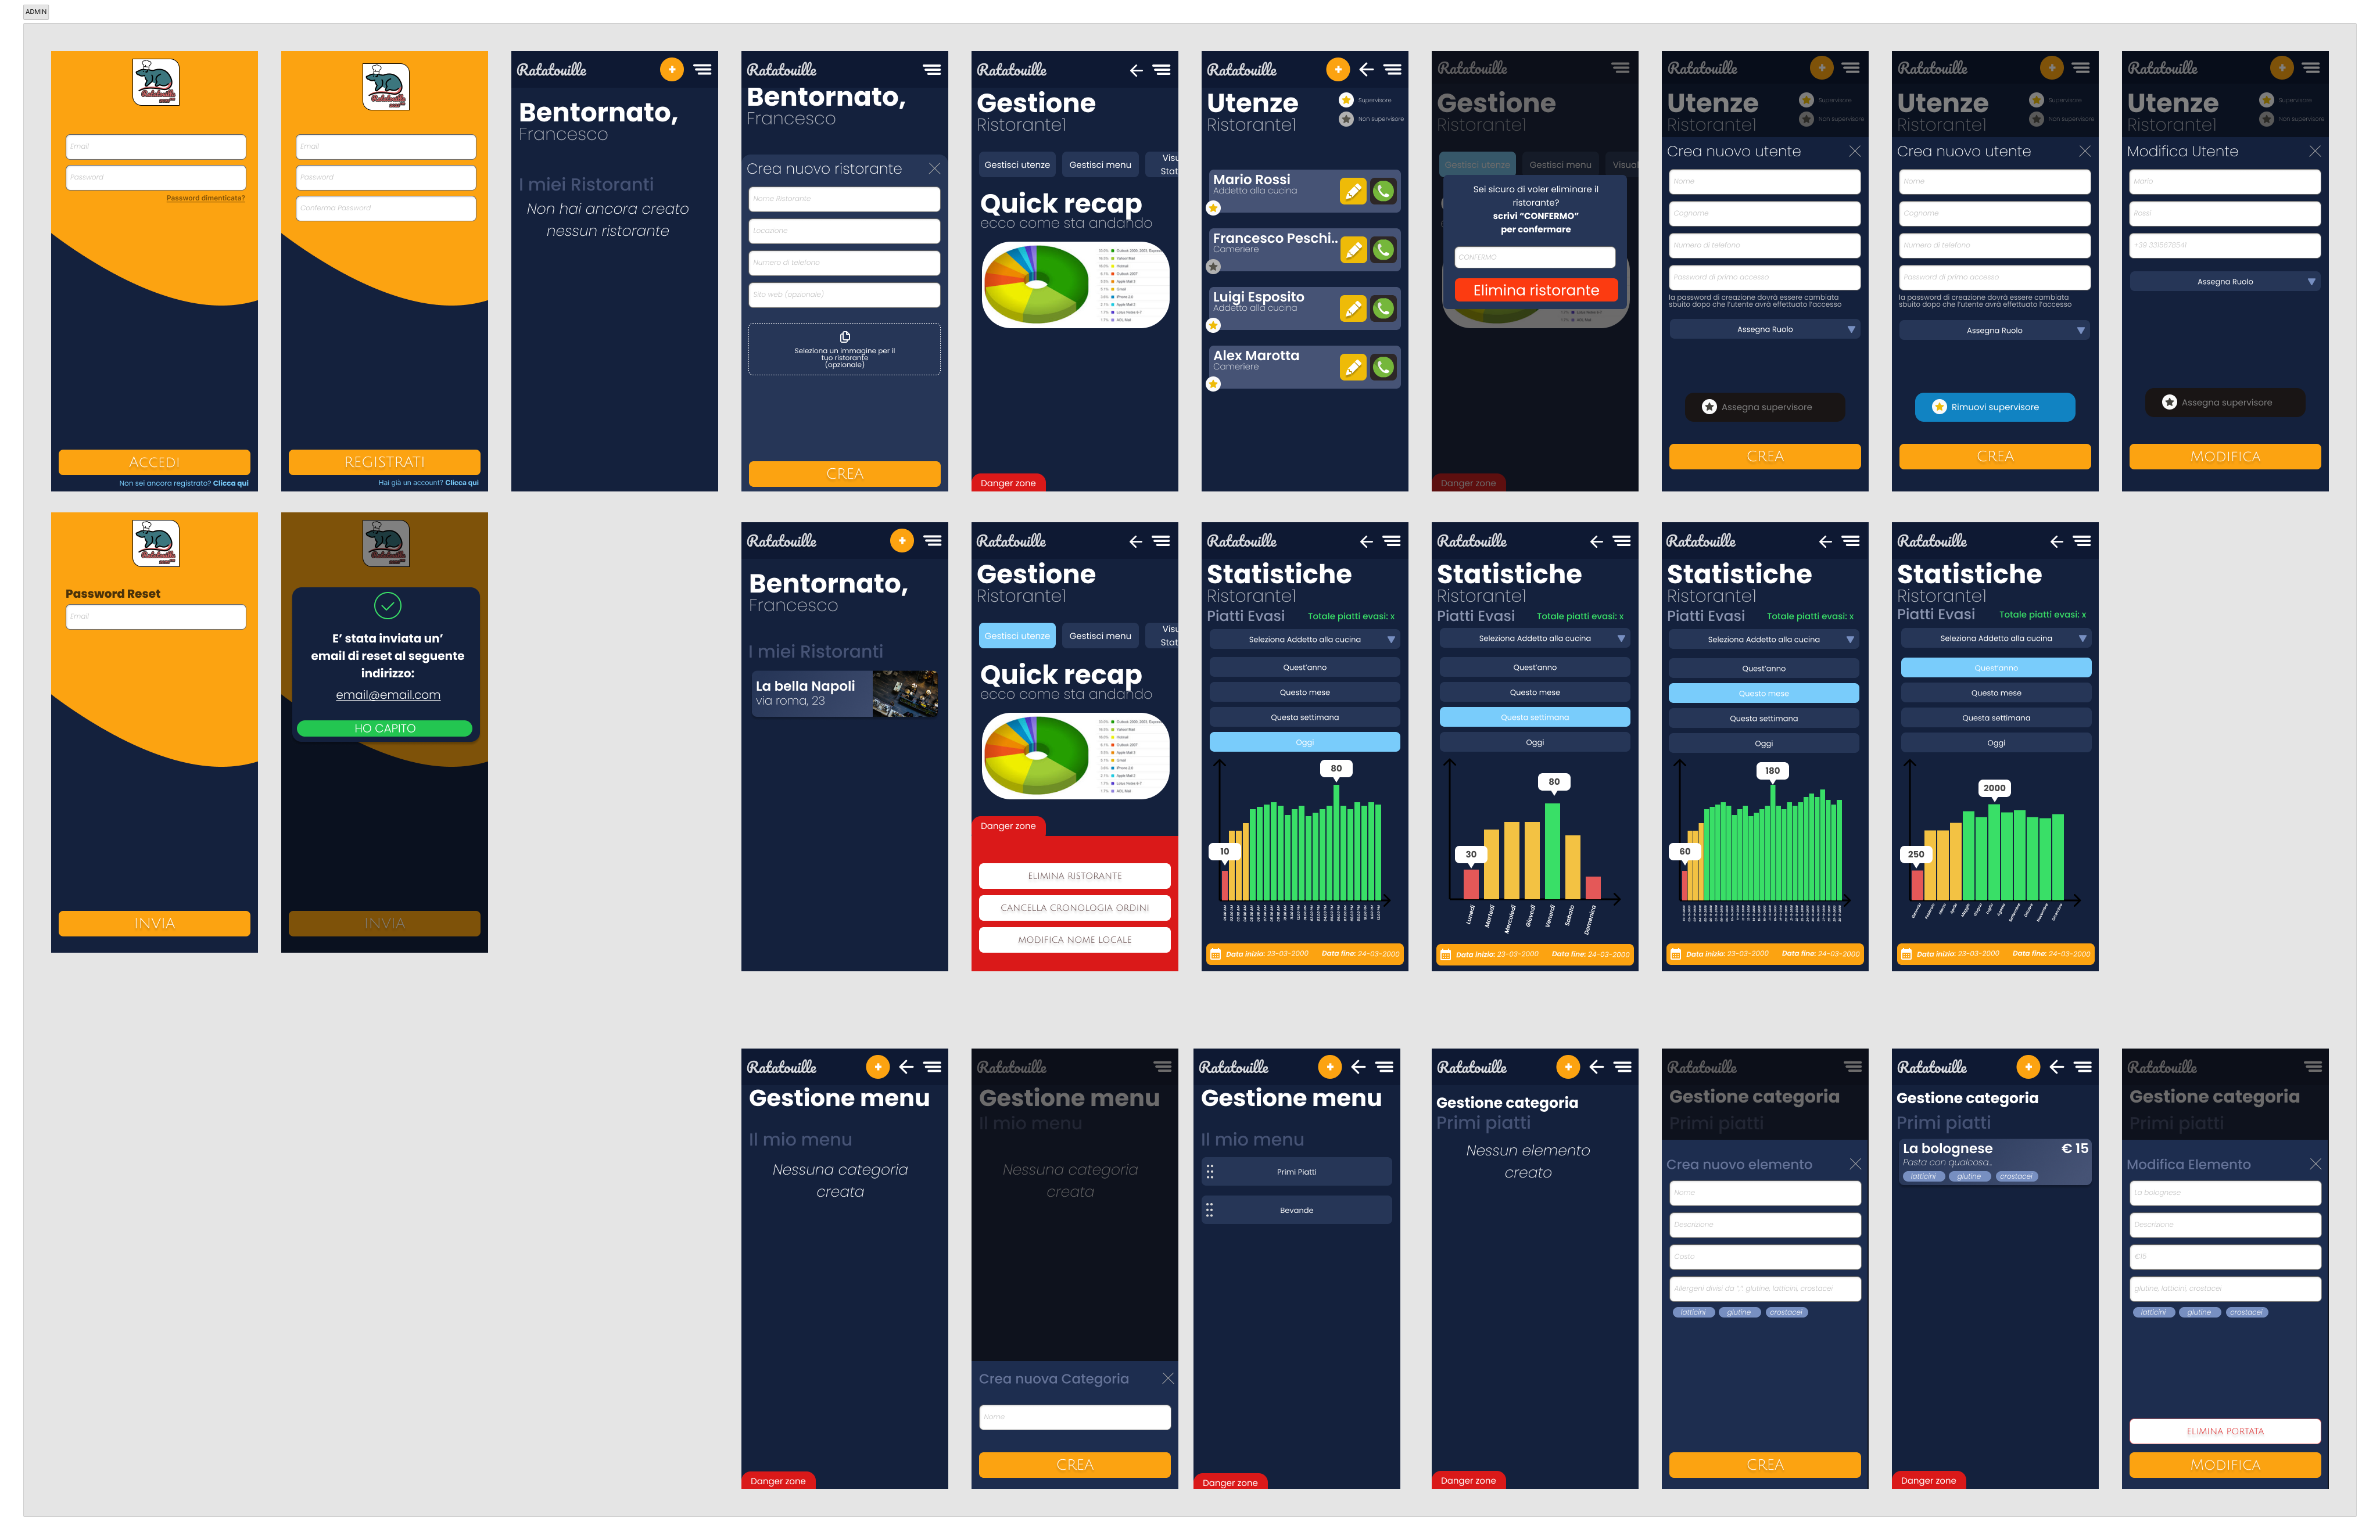 ADMIN
Ratatouille
Email
Password
Password dimenticata?
ACCEDI
Non sei ancora registrato? Clicca qui
Ratatouille
Email
Password
Conferma Password
REGISTRATI
Hai già un account? Clicca qui
Ratatouille
+
Bentornato,
Francesco
I miei Ristoranti
Non hai ancora creato
nessun ristorante
Ratatouille
Bentornato,
Francesco
Crea nuovo ristorante
Nome Ristorante
Locazione
Numero di telefono
Sito web (opzionale)
Seleziona un immagine per il
tuo ristorante
(opzionale)
CREA
Ratatouille
Gestione
Ristorante1
Gestisci utenze
Gestisci menu
Visu
Stat
Quick recap
ecco come sta andando
Danger zone
Ratatouille
+
Utenze
Ristorante1
Supervisore
Non supervisore
Mario Rossi
Addetto alla cucina
Francesco Peschi..
Cameriere
Luigi Esposito
Addetto alla cucina
Alex Marotta
Cameriere
Ratatouille
Gestione
Ristorante1
Gestisci utenze
Gestisci menu
Visual
Sei sicuro di voler eliminare il
ristorante?
scrivi “CONFERMO”
per confermare
CONFERMO
Elimina ristorante
Danger zone
Ratatouille
+
Utenze
Ristorante1
Supervisore
Non supervisore
Crea nuovo utente
Nome
Cognome
Numero di telefono
Password di primo accesso
la password di creazione dovrà essere cambiata
sbuito dopo che l'utente avrà effettuato l'accesso
Assegna Ruolo
Assegna supervisore
CREA
Ratatouille
+
Utenze
Ristorante1
Supervisore
Non supervisore
Crea nuovo utente
Nome
Cognome
Numero di telefono
Password di primo accesso
la password di creazione dovrà essere cambiata
sbuito dopo che l'utente avrà effettuato l'accesso
Assegna Ruolo
Rimuovi supervisore
CREA
Ratatouille
+
Utenze
Ristorante1
Supervisore
Non supervisore
Modifica Utente
Mario
Rossi
+39 3315678541
Assegna Ruolo
Assegna supervisore
MODIFICA
Ratatouille
Password Reset
Email
INVIA
Ratatouille
E' stata inviata un'
email di reset al seguente
indirizzo:
email@email.com
HO CAPITO
INVIA
Ratatouille
+
Bentornato,
Francesco
I miei Ristoranti
La bella Napoli
via roma, 23
Ratatouille
Gestione
Ristorante1
Gestisci utenze
Gestisci menu
Visu
Stat
Quick recap
ecco come sta andando
Danger zone
ELIMINA RISTORANTE
CANCELLA CRONOLOGIA ORDINI
MODIFICA NOME LOCALE
Ratatouille
Statistiche
Ristorante1
Piatti Evasi
Totale piatti evasi: x
Seleziona Addetto alla cucina
Quest'anno
Questo mese
Questa settimana
Oggi
80
10
Data inizio: 23-03-2000
Data fine: 24-03-2000
Ratatouille
Statistiche
Ristorante1
Piatti Evasi
Totale piatti evasi: x
Seleziona Addetto alla cucina
Quest'anno
Questo mese
Questa settimana
Oggi
80
30
Lunedì
Martedì
Mercoledì
Giovedì
Venerdì
Sabato
Domenica
Data inizio: 23-03-2000
Data fine: 24-03-2000
Ratatouille
Statistiche
Ristorante1
Piatti Evasi
Totale piatti evasi: x
Seleziona Addetto alla cucina
Quest'anno
Questo mese
Questa settimana
Oggi
180
60
Data inizio: 23-03-2000
Data fine: 24-03-2000
Ratatouille
Statistiche
Ristorante1
Piatti Evasi
Totale piatti evasi: x
Seleziona Addetto alla cucina
Quest'anno
Questo mese
Questa settimana
Oggi
2000
250
Data inizio: 23-03-2000
Data fine: 24-03-2000
Ratatouille
+
Gestione menu
Il mio menu
Nessuna categoria
creata
Danger zone
Ratatouille
Gestione menu
Il mio menu
Nessuna categoria
creata
Crea nuova Categoria
Nome
CREA
Ratatouille
+
Gestione menu
Il mio menu
Primi Piatti
Bevande
Danger zone
Ratatouille
+
Gestione categoria
Primi piatti
Nessun elemento
creato
Danger zone
Ratatouille
Gestione categoria
Primi piatti
Crea nuovo elemento
Nome
Descrizione
Costo
Allergeni divisi da ",": glutine, latticini, crostacei
latticini
glutine
crostacei
CREA
Ratatouille
+
Gestione categoria
Primi piatti
La bolognese
€ 15
Pasta con qualcosa..
latticini
glutine
crostacei
Danger zone
Ratatouille
Gestione categoria
Primi piatti
Modifica Elemento
La bolognese
Descrizione
€15
glutine, latticini, crostacei
latticini
glutine
crostacei
ELIMINA PORTATA
MODIFICA